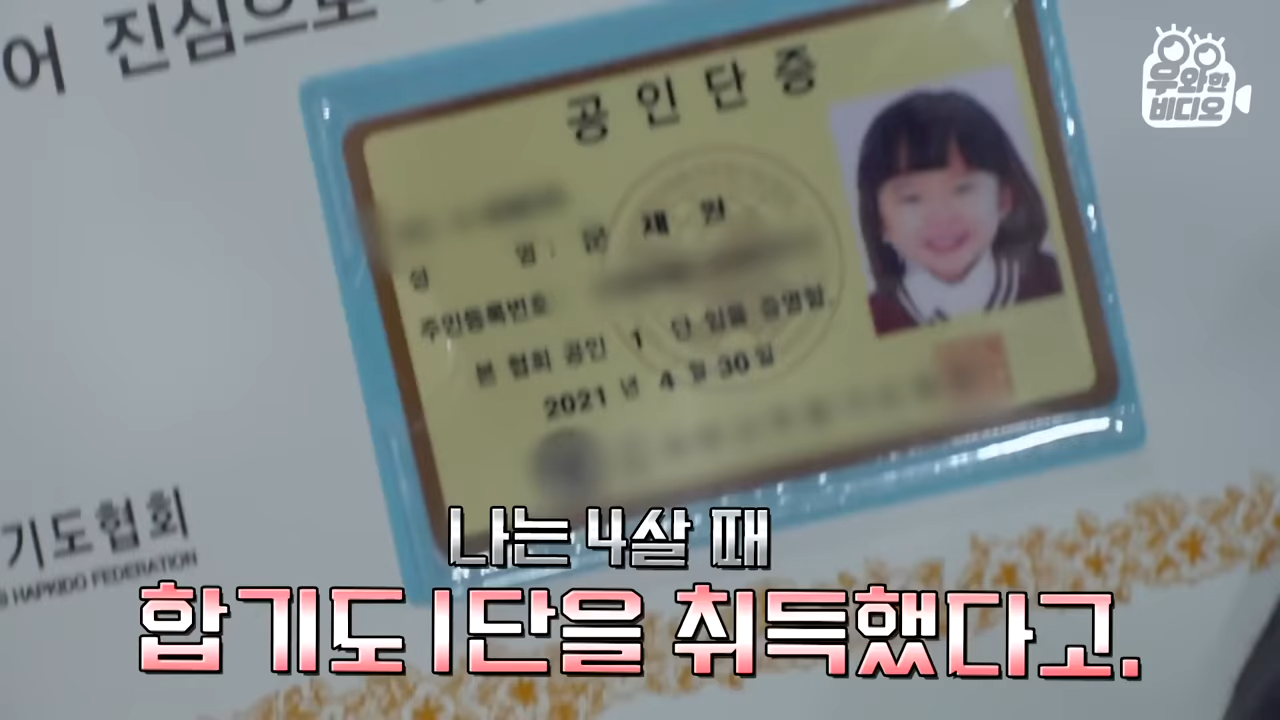 어 진심으로
우와한
비디오
공인단증
성 명 : 문 재 원
주민등록번호
본 협회 공인 1 단 임을 증명함.
2021 년 4 월 30 일
기도협회
HAPKIDO FEDERATION
나는 4살 때
합기도 1단을 취득했다고.